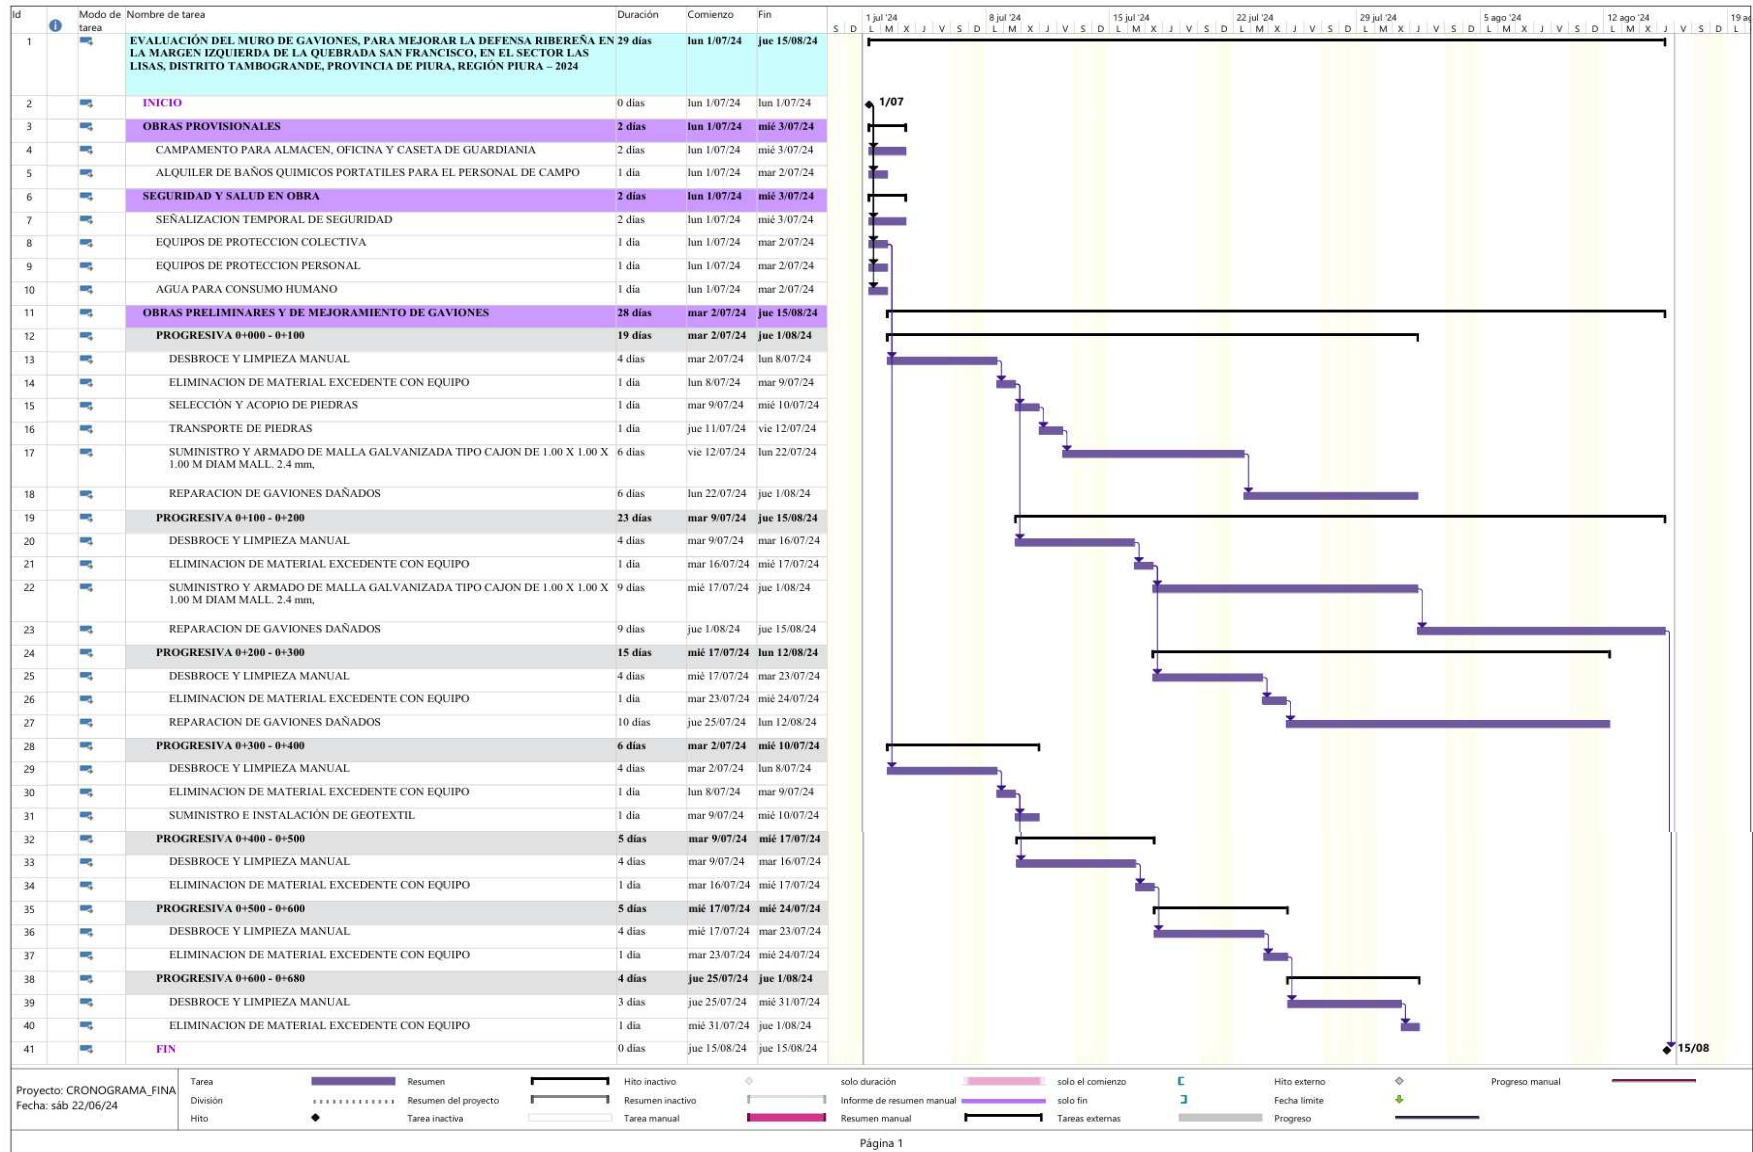 Id Modo de tarea Nombre de tarea Duración Comienzo Fin
1 jul '24 8 jul '24 15 jul '24 22 jul '24 29 jul '24 5 ago '24 12 ago '24 19 ag
S D L M X J V S D L M X J V S D L M X J V S D L M X J V S D L M X J V S D L M X J V S D L M X J V S D L
1 EVALUACIÓN DEL MURO DE GAVIONES, PARA MEJORAR LA DEFENSA RIBEREÑA EN 29 días lun 1/07/24 jue 15/08/24
LA MARGEN IZQUIERDA DE LA QUEBRADA SAN FRANCISCO, EN EL SECTOR LAS
LISAS, DISTRITO TAMBOGRANDE, PROVINCIA DE PIURA, REGIÓN PIURA – 2024
2 INICIO 0 días lun 1/07/24 lun 1/07/24 1/07
3 OBRAS PROVISIONALES 2 días lun 1/07/24 mié 3/07/24
4 CAMPAMENTO PARA ALMACEN, OFICINA Y CASETA DE GUARDIANIA 2 días lun 1/07/24 mié 3/07/24
5 ALQUILER DE BAÑOS QUIMICOS PORTATILES PARA EL PERSONAL DE CAMPO 1 día lun 1/07/24 mar 2/07/24
6 SEGURIDAD Y SALUD EN OBRA 2 días lun 1/07/24 mié 3/07/24
7 SEÑALIZACION TEMPORAL DE SEGURIDAD 2 días lun 1/07/24 mié 3/07/24
8 EQUIPOS DE PROTECCION COLECTIVA 1 día lun 1/07/24 mar 2/07/24
9 EQUIPOS DE PROTECCION PERSONAL 1 día lun 1/07/24 mar 2/07/24
10 AGUA PARA CONSUMO HUMANO 1 día lun 1/07/24 mar 2/07/24
11 OBRAS PRELIMINARES Y DE MEJORAMIENTO DE GAVIONES 28 días mar 2/07/24 jue 15/08/24
12 PROGRESIVA 0+000 - 0+100 19 días mar 2/07/24 jue 1/08/24
13 DESBROCE Y LIMPIEZA MANUAL 4 días mar 2/07/24 lun 8/07/24
14 ELIMINACION DE MATERIAL EXCEDENTE CON EQUIPO 1 día lun 8/07/24 mar 9/07/24
15 SELECCIÓN Y ACOPIO DE PIEDRAS 1 día mar 9/07/24 mié 10/07/24
16 TRANSPORTE DE PIEDRAS 1 día jue 11/07/24 vie 12/07/24
17 SUMINISTRO Y ARMADO DE MALLA GALVANIZADA TIPO CAJON DE 1.00 X 1.00 X 6 días vie 12/07/24 lun 22/07/24
1.00 M DIAM MALL. 2.4 mm,
18 REPARACION DE GAVIONES DAÑADOS 6 días lun 22/07/24 jue 1/08/24
19 PROGRESIVA 0+100 - 0+200 23 días mar 9/07/24 jue 15/08/24
20 DESBROCE Y LIMPIEZA MANUAL 4 días mar 9/07/24 mar 16/07/24
21 ELIMINACION DE MATERIAL EXCEDENTE CON EQUIPO 1 día mar 16/07/24 mié 17/07/24
22 SUMINISTRO Y ARMADO DE MALLA GALVANIZADA TIPO CAJON DE 1.00 X 1.00 X 9 días mié 17/07/24 jue 1/08/24
1.00 M DIAM MALL. 2.4 mm,
23 REPARACION DE GAVIONES DAÑADOS 9 días jue 1/08/24 jue 15/08/24
24 PROGRESIVA 0+200 - 0+300 15 días mié 17/07/24 lun 12/08/24
25 DESBROCE Y LIMPIEZA MANUAL 4 días mié 17/07/24 mar 23/07/24
26 ELIMINACION DE MATERIAL EXCEDENTE CON EQUIPO 1 día mar 23/07/24 mié 24/07/24
27 REPARACION DE GAVIONES DAÑADOS 10 días jue 25/07/24 lun 12/08/24
28 PROGRESIVA 0+300 - 0+400 6 días mar 2/07/24 mié 10/07/24
29 DESBROCE Y LIMPIEZA MANUAL 4 días mar 2/07/24 lun 8/07/24
30 ELIMINACION DE MATERIAL EXCEDENTE CON EQUIPO 1 día lun 8/07/24 mar 9/07/24
31 SUMINISTRO E INSTALACIÓN DE GEOTEXTIL 1 día mar 9/07/24 mié 10/07/24
32 PROGRESIVA 0+400 - 0+500 5 días mar 9/07/24 mié 17/07/24
33 DESBROCE Y LIMPIEZA MANUAL 4 días mar 9/07/24 mar 16/07/24
34 ELIMINACION DE MATERIAL EXCEDENTE CON EQUIPO 1 día mar 16/07/24 mié 17/07/24
35 PROGRESIVA 0+500 - 0+600 5 días mié 17/07/24 mié 24/07/24
36 DESBROCE Y LIMPIEZA MANUAL 4 días mié 17/07/24 mar 23/07/24
37 ELIMINACION DE MATERIAL EXCEDENTE CON EQUIPO 1 día mar 23/07/24 mié 24/07/24
38 PROGRESIVA 0+600 - 0+680 4 días jue 25/07/24 jue 1/08/24
39 DESBROCE Y LIMPIEZA MANUAL 3 días jue 25/07/24 mié 31/07/24
40 ELIMINACION DE MATERIAL EXCEDENTE CON EQUIPO 1 día mié 31/07/24 jue 1/08/24
41 FIN 0 días jue 15/08/24 jue 15/08/24 15/08
Proyecto: CRONOGRAMA_FINA
Fecha: sáb 22/06/24
Tarea Resumen Hito inactivo solo duración solo el comienzo Hito externo Progreso manual
División Resumen del proyecto Resumen inactivo Informe de resumen manual solo fin Fecha límite
Hito Tarea inactiva Tarea manual Resumen manual Tareas externas Progreso
Página 1